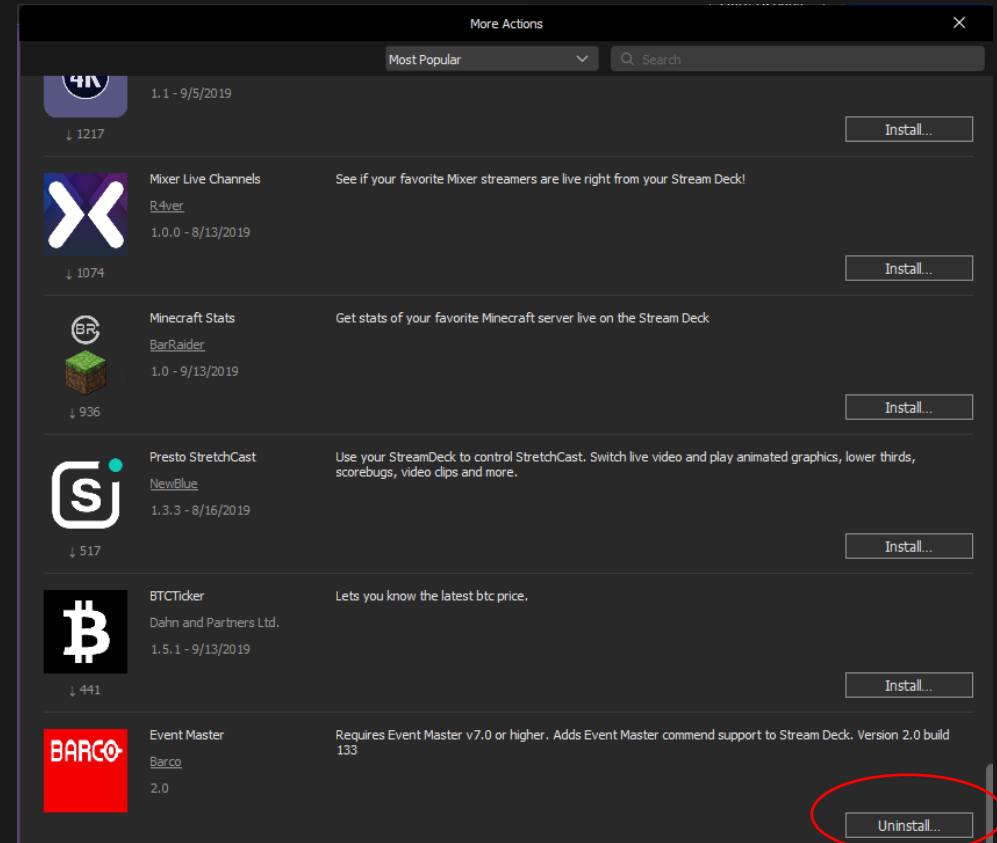 More Actions
Most Popular
Search
4K
1.1 - 9/5/2019
↓ 1217
Install...
Mixer Live Channels
See if your favorite Mixer streamers are live right from your Stream Deck!
R4ver
1.0.0 - 8/13/2019
↓ 1074
Install...
BR
Minecraft Stats
Get stats of your favorite Minecraft server live on the Stream Deck
BarRaider
1.0 - 9/13/2019
↓ 936
Install...
Presto StretchCast
Use your StreamDeck to control StretchCast. Switch live video and play animated graphics, lower thirds,
scorebugs, video clips and more.
NewBlue
1.3.3 - 8/16/2019
↓ 517
Install...
BTCTicker
Lets you know the latest btc price.
Dahn and Partners Ltd.
1.5.1 - 9/13/2019
↓ 441
Install...
BARCO
Event Master
Requires Event Master v7.0 or higher. Adds Event Master commend support to Stream Deck. Version 2.0 build
133
Barco
2.0
Uninstall...